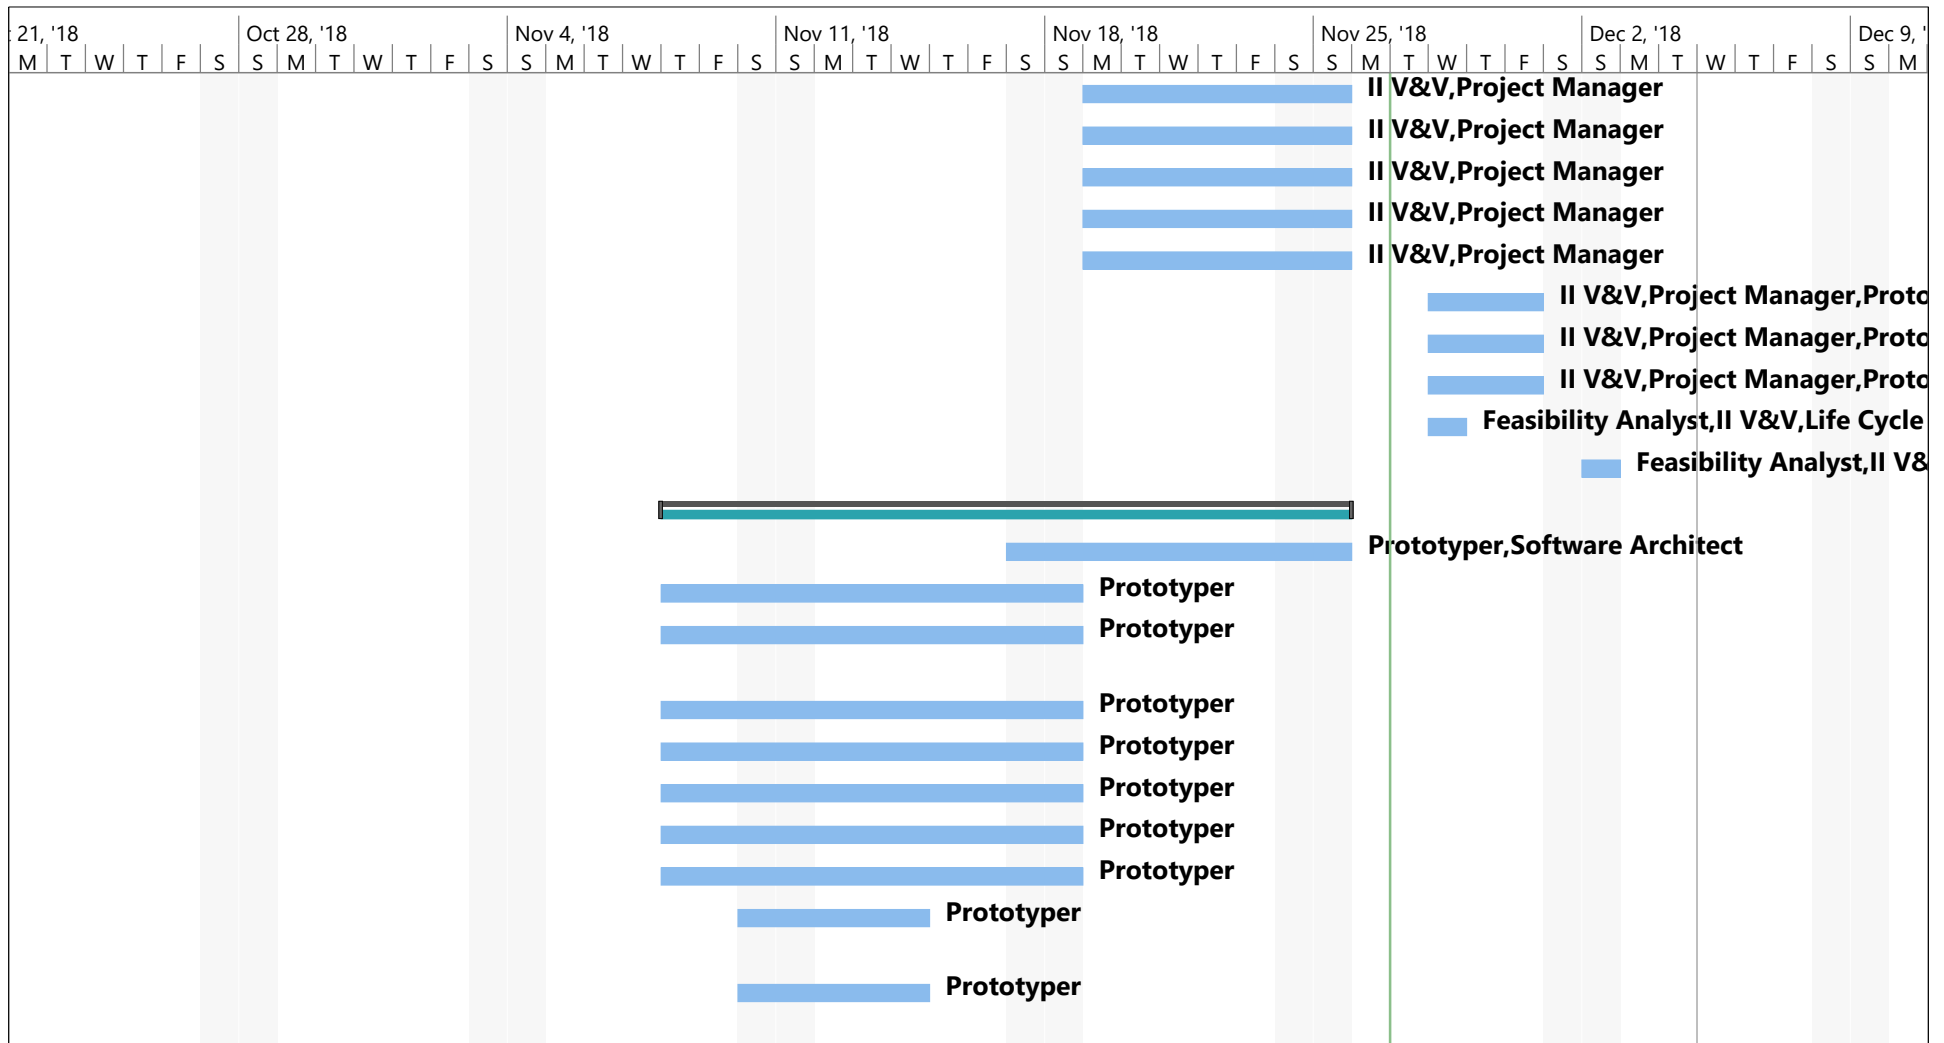 21, '18 Oct 28, '18 Nov 4, '18 Nov 11, '18 Nov 18, '18 Nov 25, '18 Dec 2, '18 Dec 9, '
M T W T F S S M T W T F S S M T W T F S S M T W T F S S M T W T F S S M T W T F S S M T W T F S S M
II V&V,Project Manager
II V&V,Project Manager
II V&V,Project Manager
II V&V,Project Manager
II V&V,Project Manager
II V&V,Project Manager,Proto
II V&V,Project Manager,Proto
II V&V,Project Manager,Proto
Feasibility Analyst,II V&V,Life Cycle
Feasibility Analyst,II V&
Prototyper,Software Architect
Prototyper
Prototyper
Prototyper
Prototyper
Prototyper
Prototyper
Prototyper
Prototyper
Prototyper